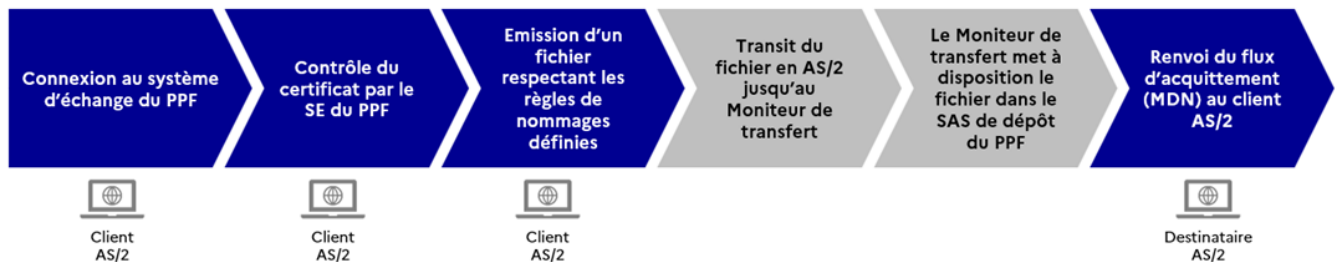 Connexion au système
d'échange du PPF
Contrôle du
certificat par le
SE du PPF
Emission d'un
fichier
respectant les
règles de
nommages
définies
Transit du
fichier en AS/2
jusqu'au
Moniteur de
transfert
Le Moniteur de
transfert met à
disposition le
fichier dans le
SAS de dépôt
du PPF
Renvoi du flux
d'acquittement
(MDN) au client
AS/2
Client
AS/2
Client
AS/2
Client
AS/2
Destinataire
AS/2